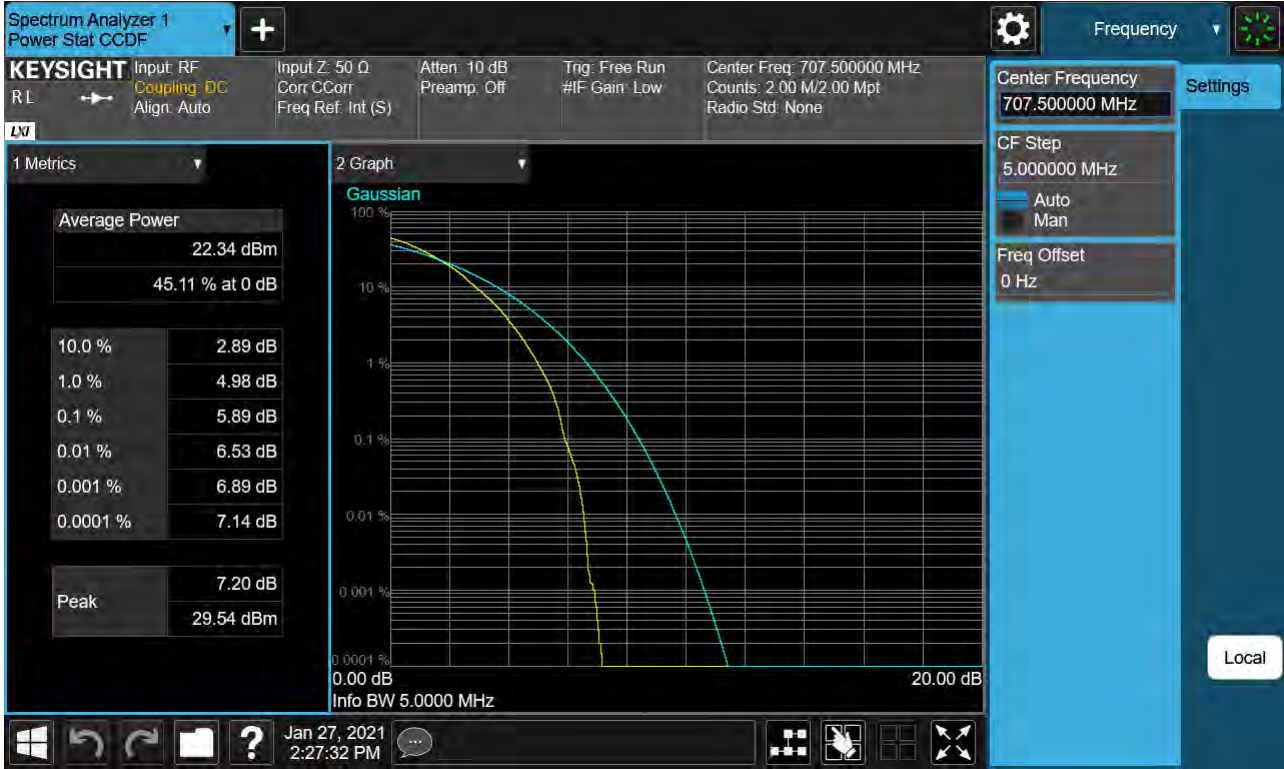 Spectrum Analyzer 1
Power Stat CCDF
Frequency
KEYSIGHT
RL
LXI
Input: RF
Coupling: DC
Align: Auto
Input Z: 50 Ω
Corr CCorr
Freq Ref: Int (S)
Atten: 10 dB
Preamp: Off
Trig: Free Run
#IF Gain: Low
Center Freq: 707.500000 MHz
Counts: 2.00 M/2.00 Mpt
Radio Std: None
1 Metrics
Average Power
22.34 dBm
45.11 % at 0 dB
10.0 % 2.89 dB
1.0 % 4.98 dB
0.1 % 5.89 dB
0.01 % 6.53 dB
0.001 % 6.89 dB
0.0001 % 7.14 dB
Peak
7.20 dB
29.54 dBm
2 Graph
Gaussian
100 %
10 %
1 %
0.1 %
0.01 %
0.001 %
0.0001 %
0.00 dB 20.00 dB
Info BW 5.0000 MHz
Center Frequency
707.500000 MHz
CF Step
5.000000 MHz
Auto
Man
Freq Offset
0 Hz
Settings
Local
?
Jan 27, 2021
2:27:32 PM